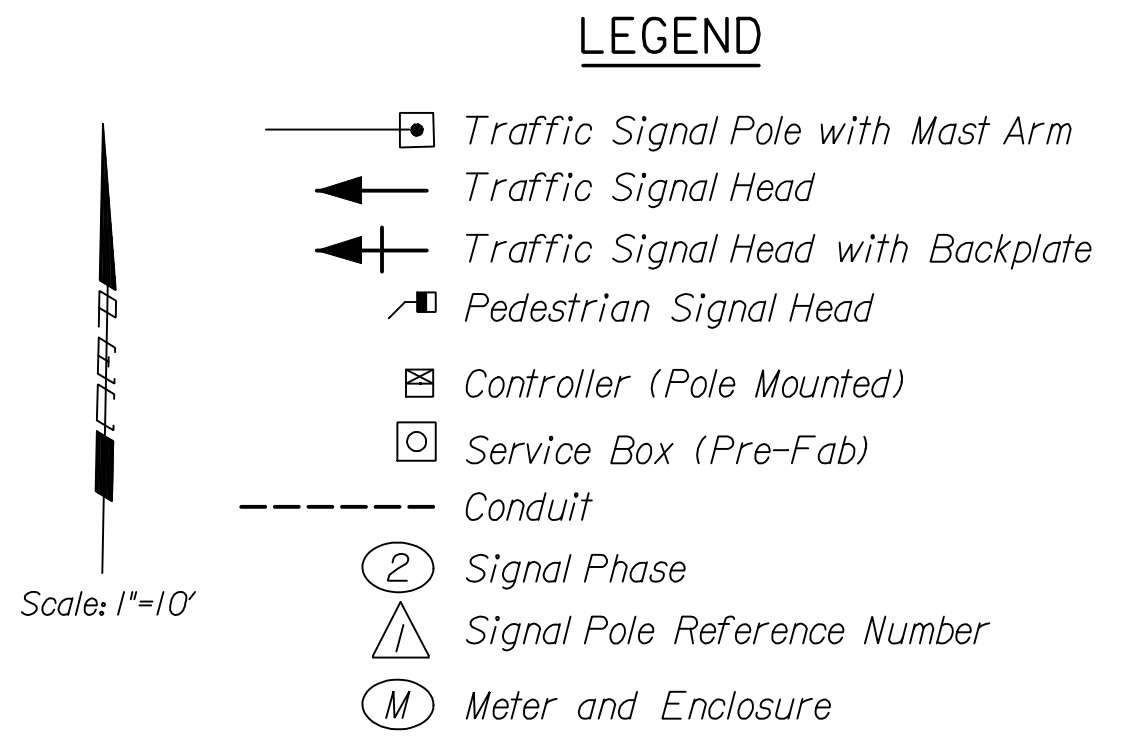 LEGEND
Traffic Signal Pole with Mast Arm
Traffic Signal Head
Traffic Signal Head with Backplate
Pedestrian Signal Head
Controller (Pole Mounted)
Service Box (Pre-Fab)
Conduit
2 Signal Phase
1 Signal Pole Reference Number
M Meter and Enclosure
Scale: 1"=10'